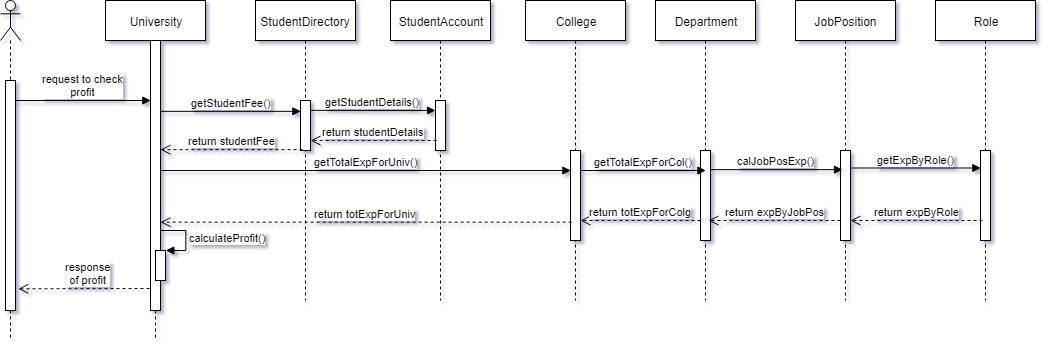 University
StudentDirectory
StudentAccount
College
Department
JobPosition
Role
request to check
profit
getStudentFee()
getStudentDetails()
return studentDetails
return studentFee
getTotalExpForUniv()
getTotalExpForCol()
calJobPosExp()
getExpByRole()
return totExpForUniv
return totExpForColg
return expByJobPos
return expByRole
calculateProfit()
response
of profit